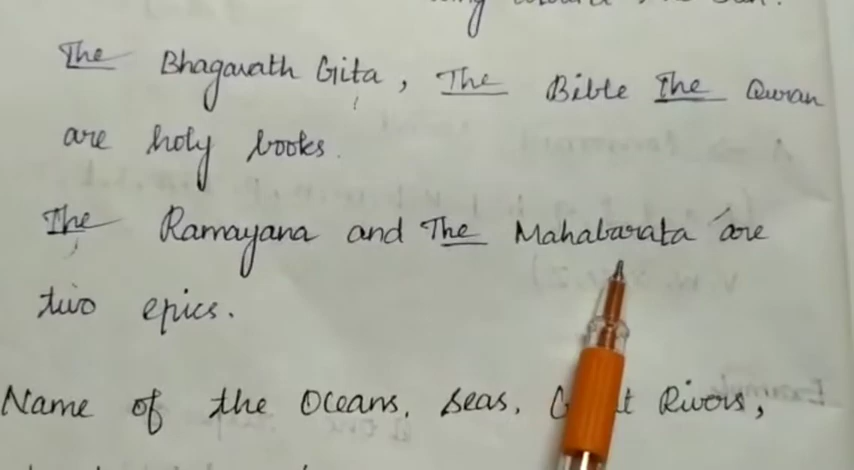 The Bhagavath Gita, The Bible The Quran
are holy books.
The Ramayana and The Mahabarata are
two epics.
Name of the Oceans, seas, Rivers,